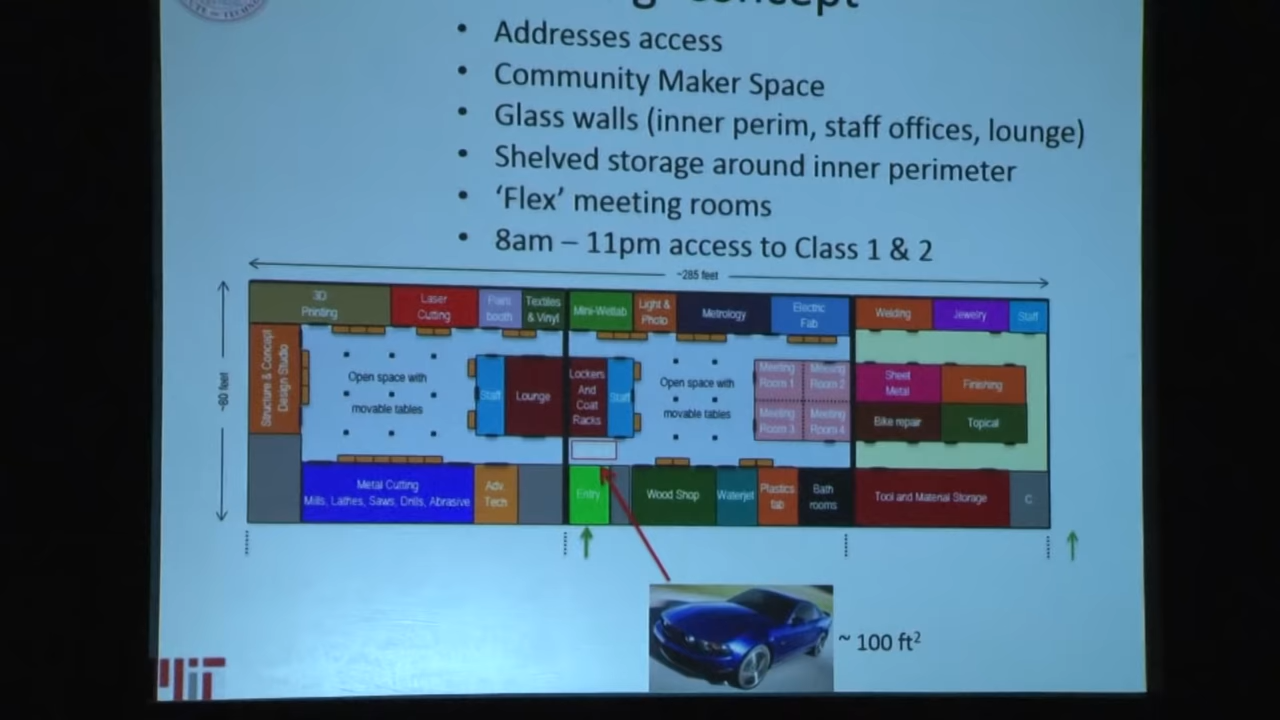 Concept
• Addresses access
• Community Maker Space
• Glass walls (inner perim, staff offices, lounge)
• Shelved storage around inner perimeter
• ‘Flex’ meeting rooms
• 8am – 11pm access to Class 1 & 2
~285 feet
3D
Printing
Laser
Cutting
Paint
booth
Textiles
& Vinyl
Mini-Wetlab
Light &
Photo
Metrology
Electric
Fab
Welding
Jewelry
Staff
~80 feet
Structure & Concept
Design Studio
Open space with
movable tables
Staff
Lounge
Lockers
And
Coat
Racks
Staff
Open space with
movable tables
Meeting
Room 1
Meeting
Room 2
Meeting
Room 3
Meeting
Room 4
Sheet
Metal
Finishing
Bike repair
Topical
Metal Cutting
Mills, Lathes, Saws, Drills, Abrasive
Adv.
Tech
Entry
Wood Shop
Waterjet
Plastics
fab
Bath
rooms
Tool and Material Storage
C
~ 100 ft²
MIT